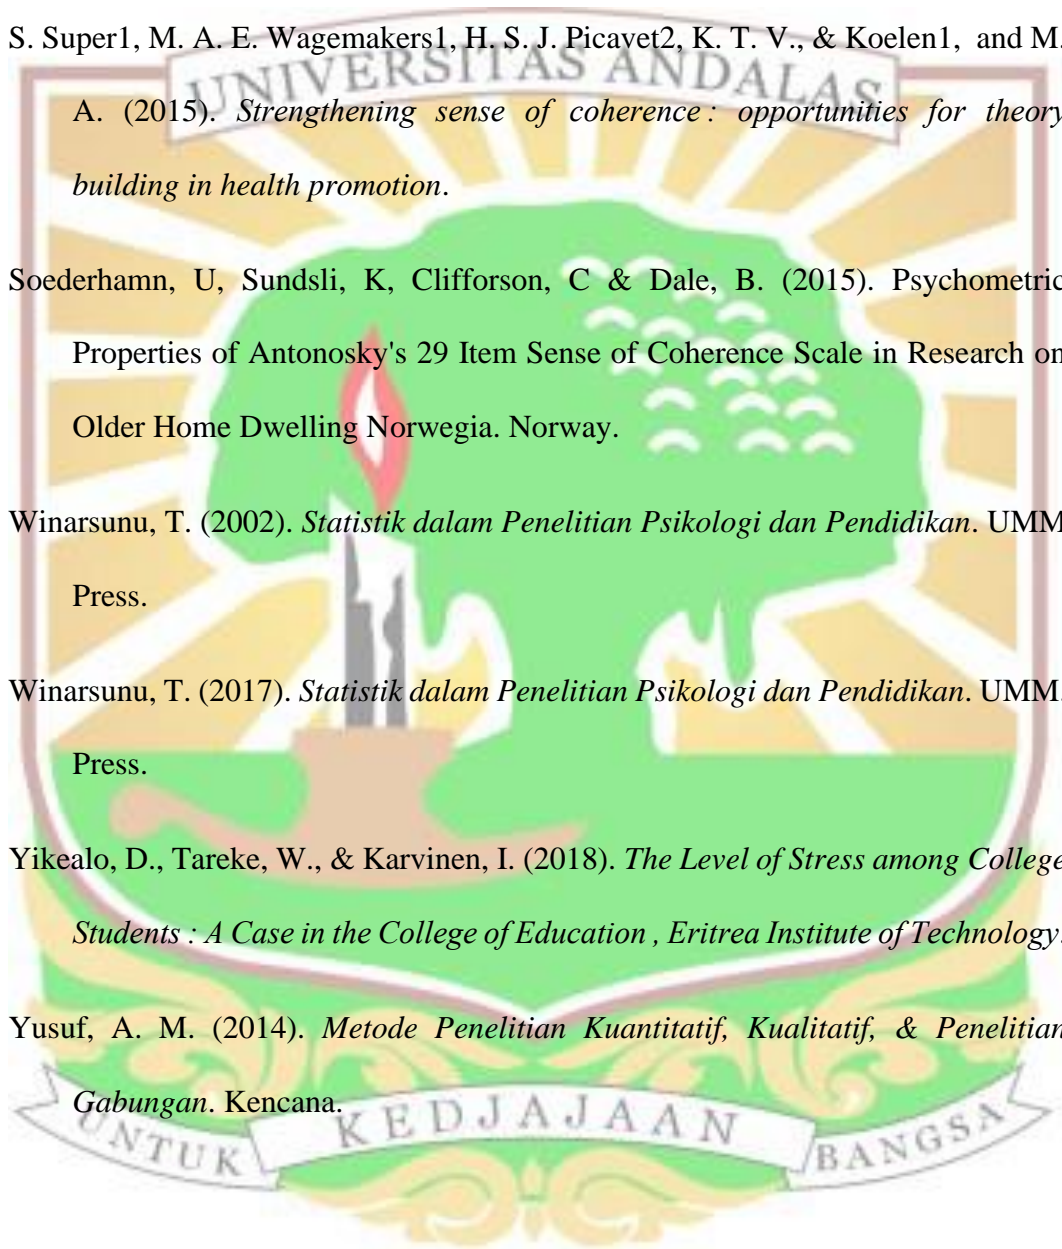 UNIVERSITAS ANDALAS
S. Super1, M. A. E. Wagemakers1, H. S. J. Picavet2, K. T. V., & Koelen1, and M.
A. (2015). Strengthening sense of coherence : opportunities for theory
building in health promotion.
Soederhamn, U, Sundsli, K, Clifforson, C & Dale, B. (2015). Psychometric
Properties of Antonosky's 29 Item Sense of Coherence Scale in Research on
Older Home Dwelling Norwegia. Norway.
Winarsunu, T. (2002). Statistik dalam Penelitian Psikologi dan Pendidikan. UMM
Press.
Winarsunu, T. (2017). Statistik dalam Penelitian Psikologi dan Pendidikan. UMM.
Press.
Yikealo, D., Tareke, W., & Karvinen, I. (2018). The Level of Stress among College
Students : A Case in the College of Education , Eritrea Institute of Technology.
Yusuf, A. M. (2014). Metode Penelitian Kuantitatif, Kualitatif, & Penelitian
Gabungan. Kencana.
UNTUK KEDJAJAAN BANGSA